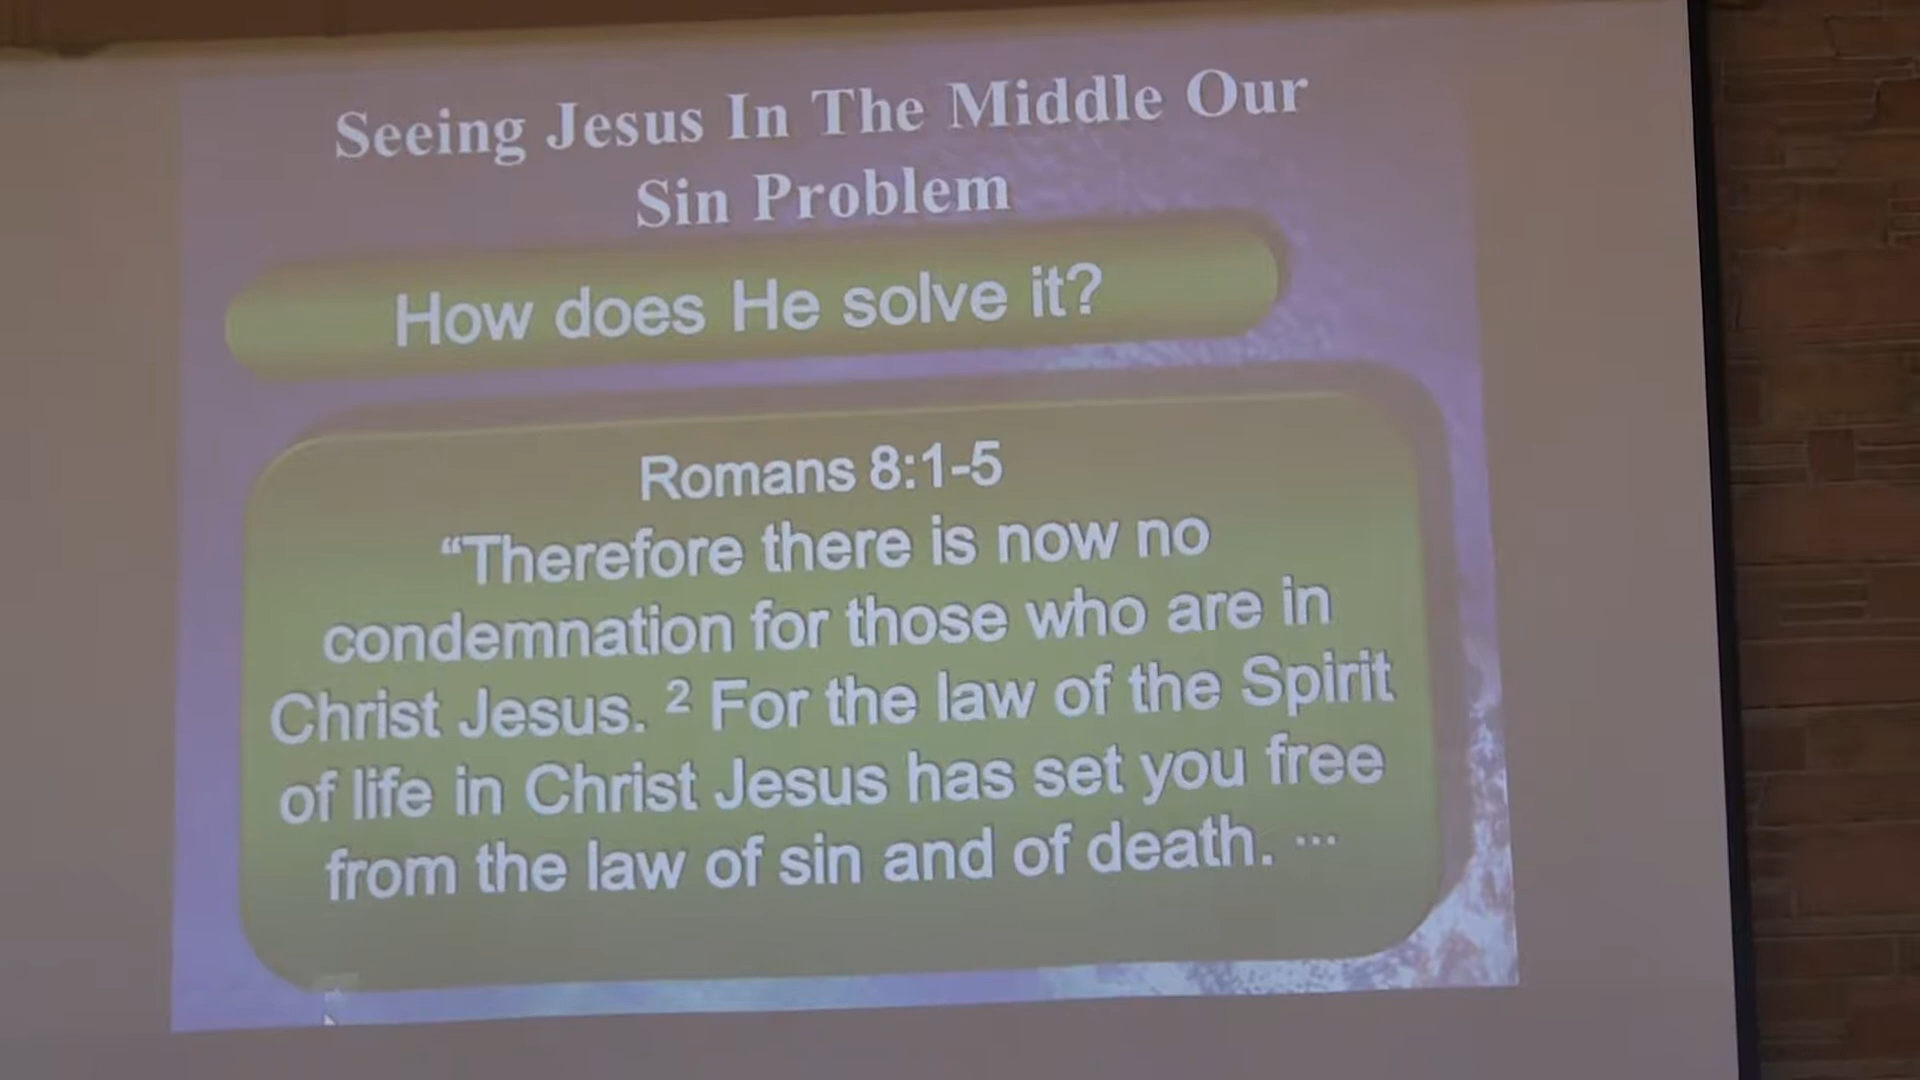 Seeing Jesus In The Middle Our
Sin Problem
How does He solve it?
Romans 8:1-5
“Therefore there is now no
condemnation for those who are in
Christ Jesus. ² For the law of the Spirit
of life in Christ Jesus has set you free
from the law of sin and of death. ...